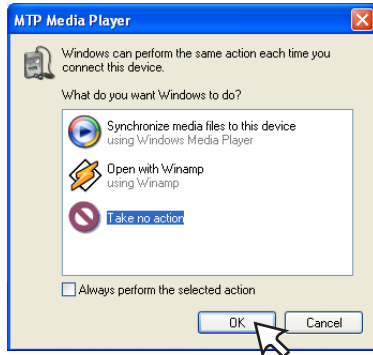 MTP Media Player
Windows can perform the same action each time you
connect this device.
What do you want Windows to do?
Synchronize media files to this device
using Windows Media Player
Open with Winamp
using Winamp
Take no action
Always perform the selected action
OK
Cancel